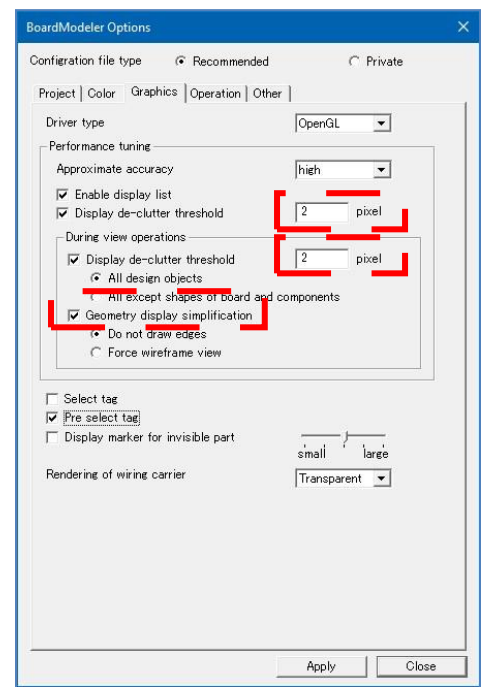 BoardModeler Options
Configration file type Recommended Private
Project Color Graphics Operation Other
Driver type OpenGL
Performance tuning
Approximate accuracy high
Enable display list
Display de-clutter threshold 2 pixel
During view operations
Display de-clutter threshold 2 pixel
All design objects
All except shapes of board and components
Geometry display simplification
Do not draw edges
Force wireframe view
Select tag
Pre select tag
Display marker for invisible part
small large
Rendering of wiring carrier Transparent
Apply Close